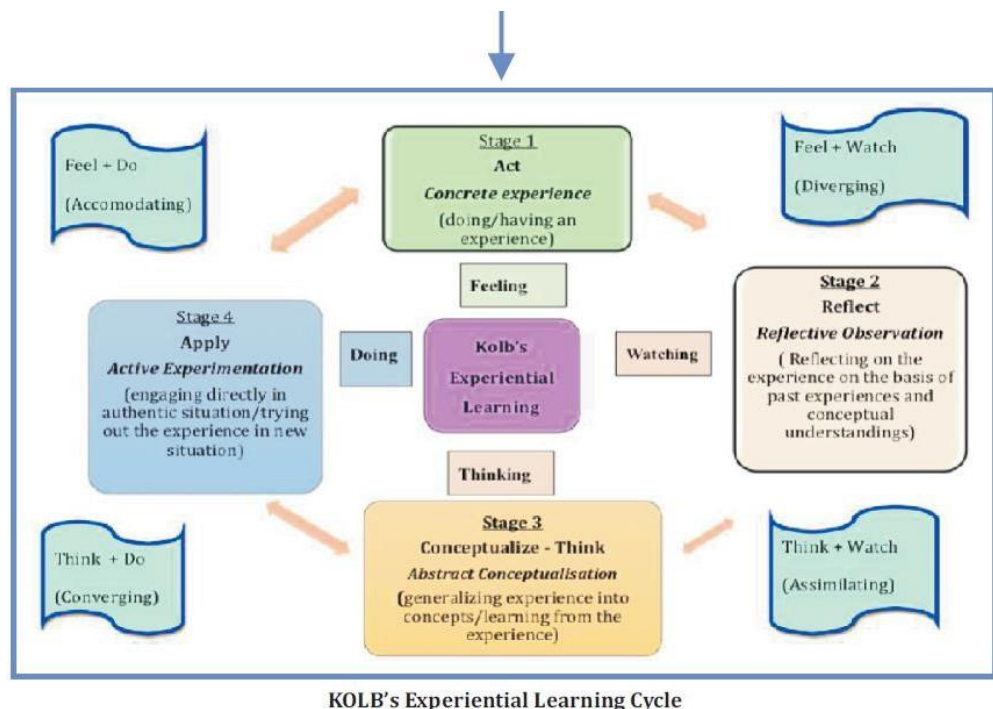 Feel + Do
(Accomodating)
Stage 1
Act
Concrete experience
(doing/having an
experience)
Feel + Watch
(Diverging)
Feeling
Stage 4
Apply
Active Experimentation
(engaging directly in
authentic situation/trying
out the experience in new
situation)
Doing
Kolb's
Experiential
Learning
Watching
Stage 2
Reflect
Reflective Observation
( Reflecting on the
experience on the basis of
past experiences and
conceptual
understandings)
Thinking
Think + Do
(Converging)
Stage 3
Conceptualize - Think
Abstract Conceptualisation
(generalizing experience into
concepts/learning from the
experience)
Think + Watch
(Assimilating)
KOLB's Experiential Learning Cycle